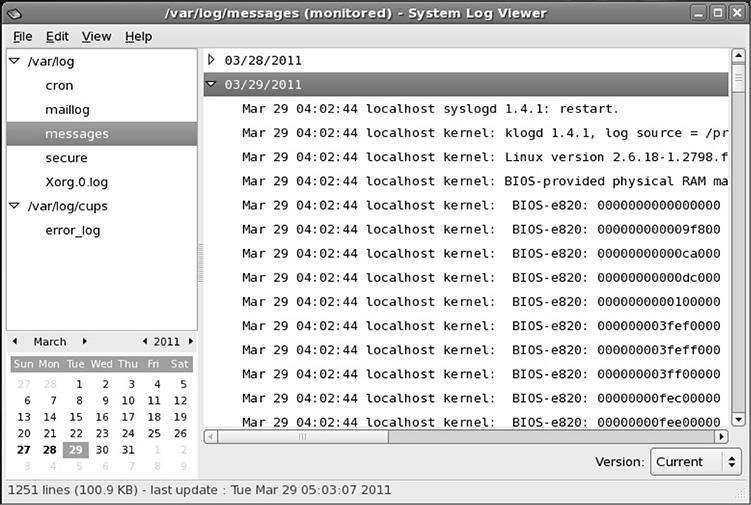 /var/log/messages (monitored) - System Log Viewer
File Edit View Help
/var/log
cron
maillog
messages
secure
Xorg.0.log
/var/log/cups
error_log
March 2011
Sun Mon Tue Wed Thu Fri Sat
27 28 1 2 3 4 5
6 7 8 9 10 11 12
13 14 15 16 17 18 19
20 21 22 23 24 25 26
27 28 29 30 31 1 2
3 4 5 6 7 8 9
03/28/2011
03/29/2011
Mar 29 04:02:44 localhost syslogd 1.4.1: restart.
Mar 29 04:02:44 localhost kernel: klogd 1.4.1, log source = /pr
Mar 29 04:02:44 localhost kernel: Linux version 2.6.18-1.2798.f
Mar 29 04:02:44 localhost kernel: BIOS-provided physical RAM ma
Mar 29 04:02:44 localhost kernel:  BIOS-e820: 0000000000000000
Mar 29 04:02:44 localhost kernel:  BIOS-e820: 000000000009f800
Mar 29 04:02:44 localhost kernel:  BIOS-e820: 00000000000ca000
Mar 29 04:02:44 localhost kernel:  BIOS-e820: 00000000000dc000
Mar 29 04:02:44 localhost kernel:  BIOS-e820: 0000000000100000
Mar 29 04:02:44 localhost kernel:  BIOS-e820: 000000003fef0000
Mar 29 04:02:44 localhost kernel:  BIOS-e820: 000000003feff000
Mar 29 04:02:44 localhost kernel:  BIOS-e820: 000000003ff00000
Mar 29 04:02:44 localhost kernel:  BIOS-e820: 00000000fec00000
Mar 29 04:02:44 localhost kernel:  BIOS-e820: 00000000fee00000
Version: Current
1251 lines (100.9 KB) - last update : Tue Mar 29 05:03:07 2011